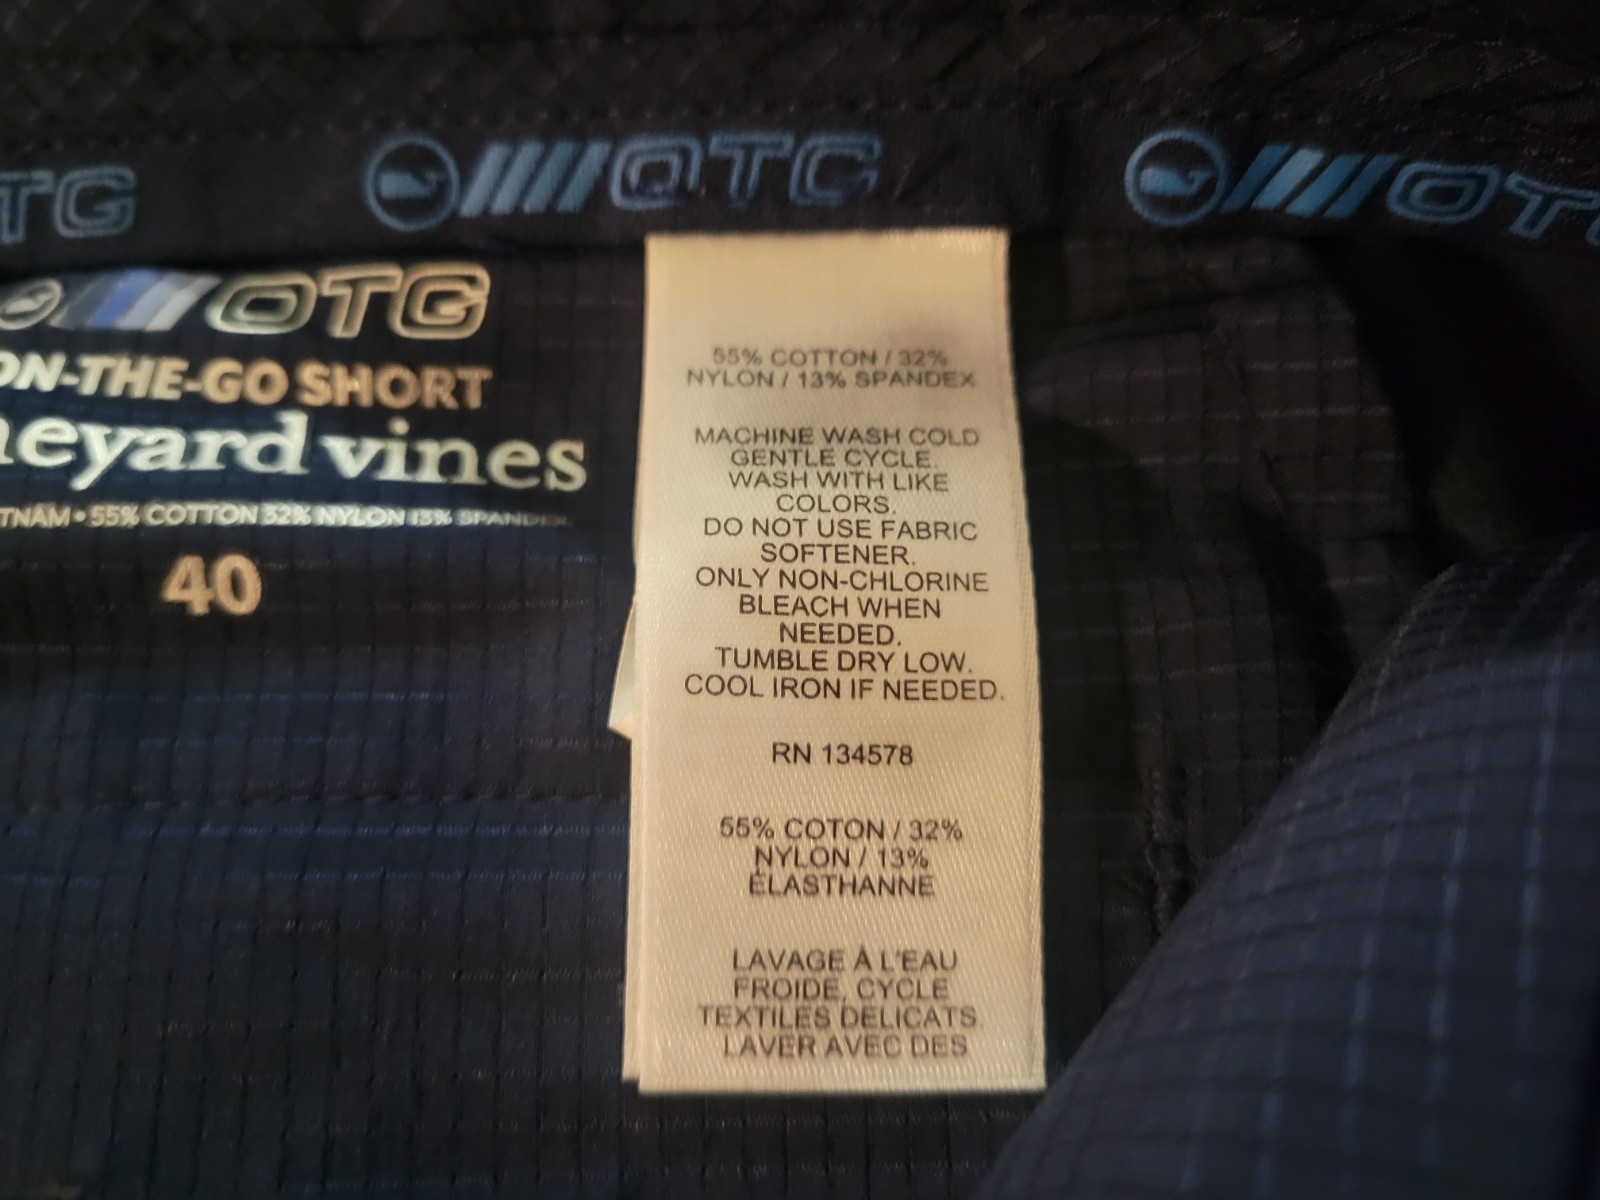 TG
OTG
OT
OTG
ON-THE-GO SHORT
neyard vines
TNAM • 55% COTTON 32% NYLON 13% SPANDEX
40
55% COTTON / 32%
NYLON / 13% SPANDEX
MACHINE WASH COLD
GENTLE CYCLE.
WASH WITH LIKE
COLORS.
DO NOT USE FABRIC
SOFTENER.
ONLY NON-CHLORINE
BLEACH WHEN
NEEDED.
TUMBLE DRY LOW.
COOL IRON IF NEEDED.
RN 134578
55% COTON / 32%
NYLON / 13%
ÉLASTHANNE
LAVAGE À L'EAU
FROIDE, CYCLE
TEXTILES DÉLICATS.
LAVER AVEC DES